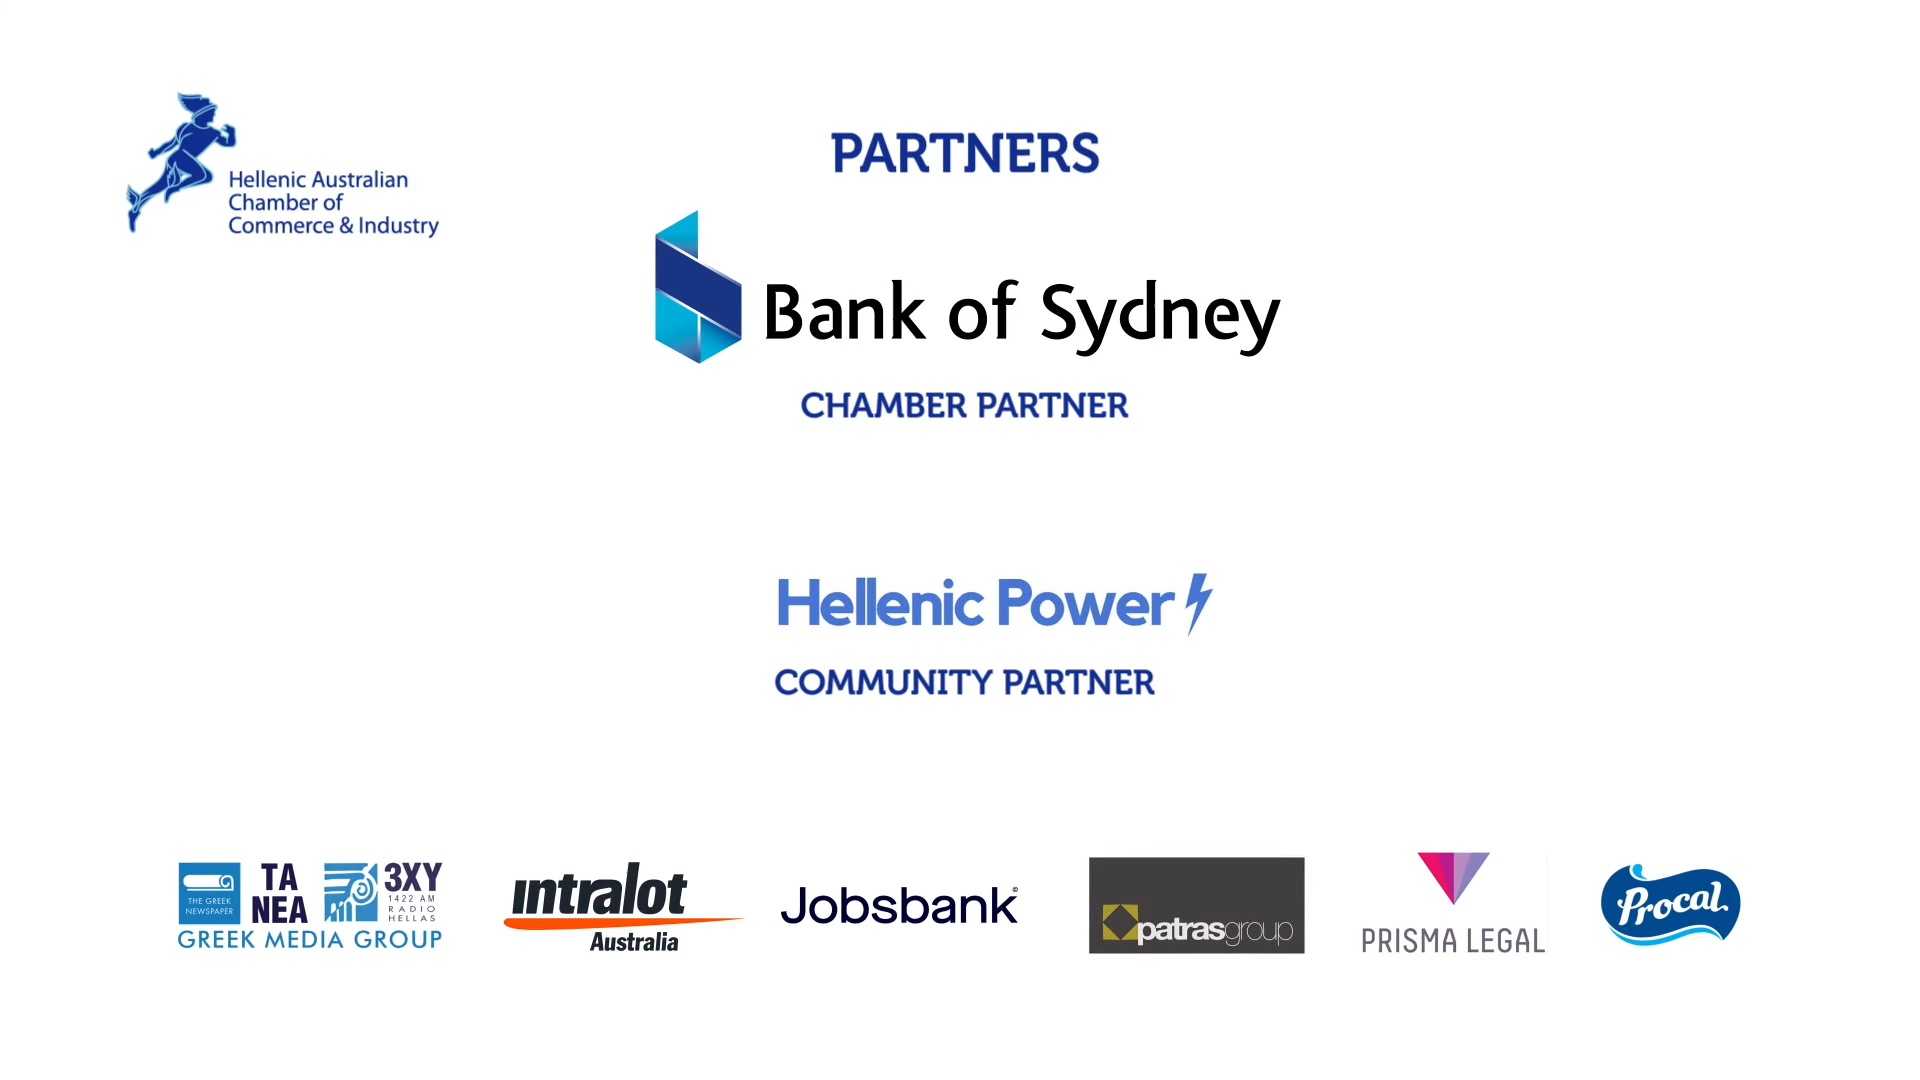 Hellenic Australian
Chamber of
Commerce & Industry
PARTNERS
Bank of Sydney
CHAMBER PARTNER
Hellenic Power
COMMUNITY PARTNER
THE GREEK
NEWSPAPER
TA
NEA
3XY
1422 AM
RADIO
HELLAS
GREEK MEDIA GROUP
intralot
Australia
Jobsbank
patrasgroup
PRISMA LEGAL
Procal